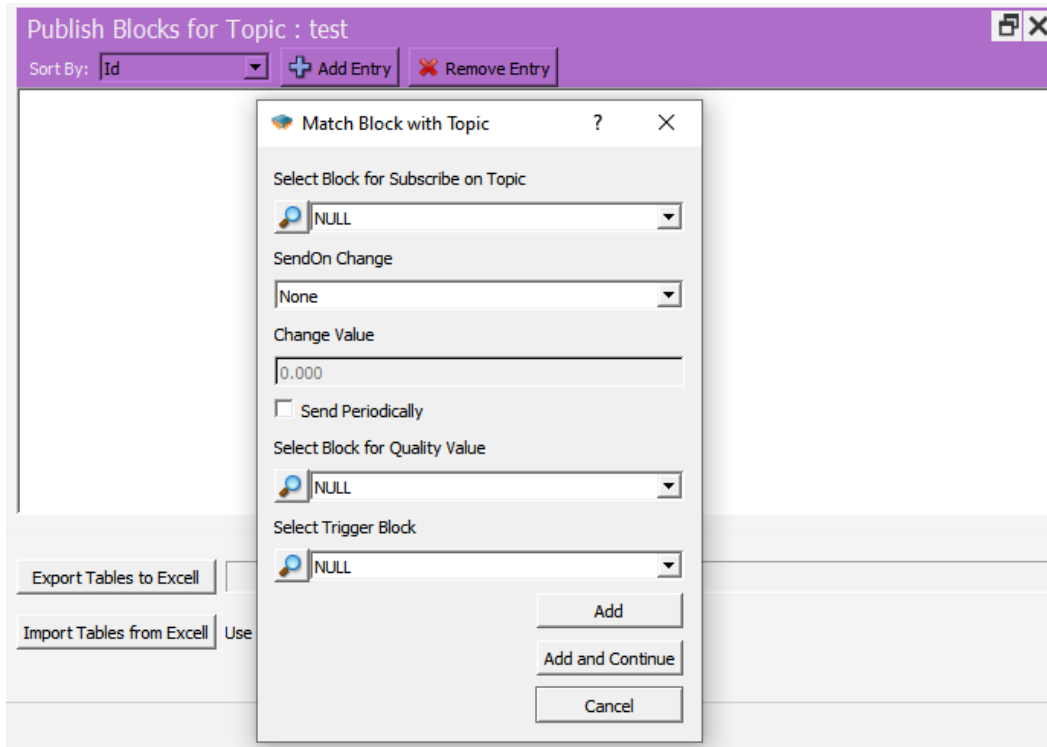 Publish Blocks for Topic : test
Sort By: Id Add Entry Remove Entry
Match Block with Topic ?
Select Block for Subscribe on Topic
NULL
SendOn Change
None
Change Value
0.000
Send Periodically
Select Block for Quality Value
NULL
Select Trigger Block
NULL
Export Tables to Excell
Add
Import Tables from Excell Use
Add and Continue
Cancel